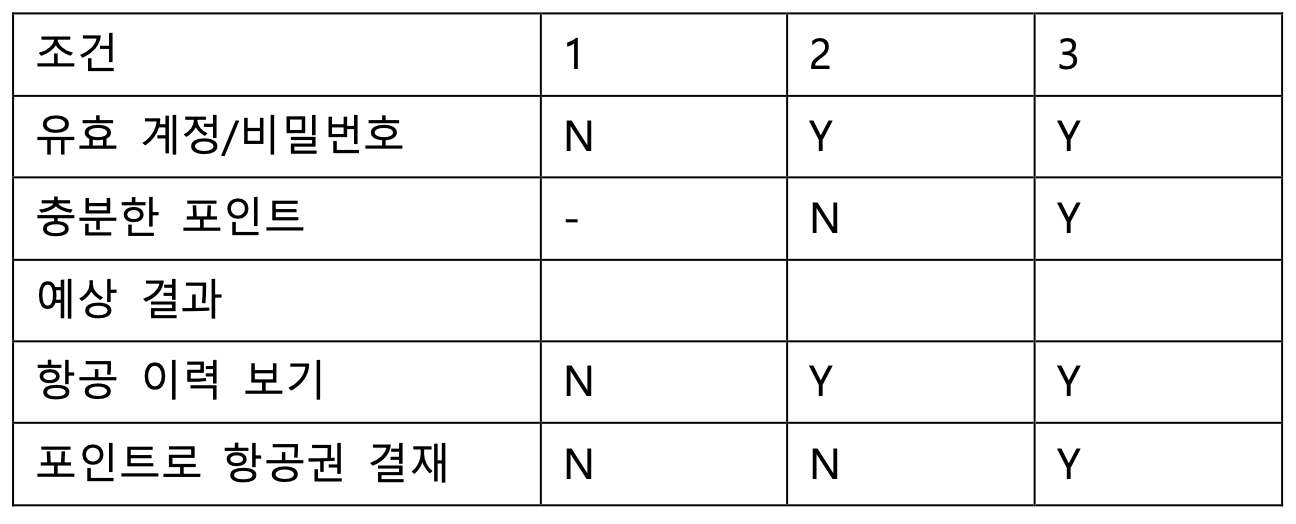 조건 1 2 3
유효 계정/비밀번호 N Y Y
충분한 포인트 - N Y
예상 결과
항공 이력 보기 N Y Y
포인트로 항공권 결재 N N Y